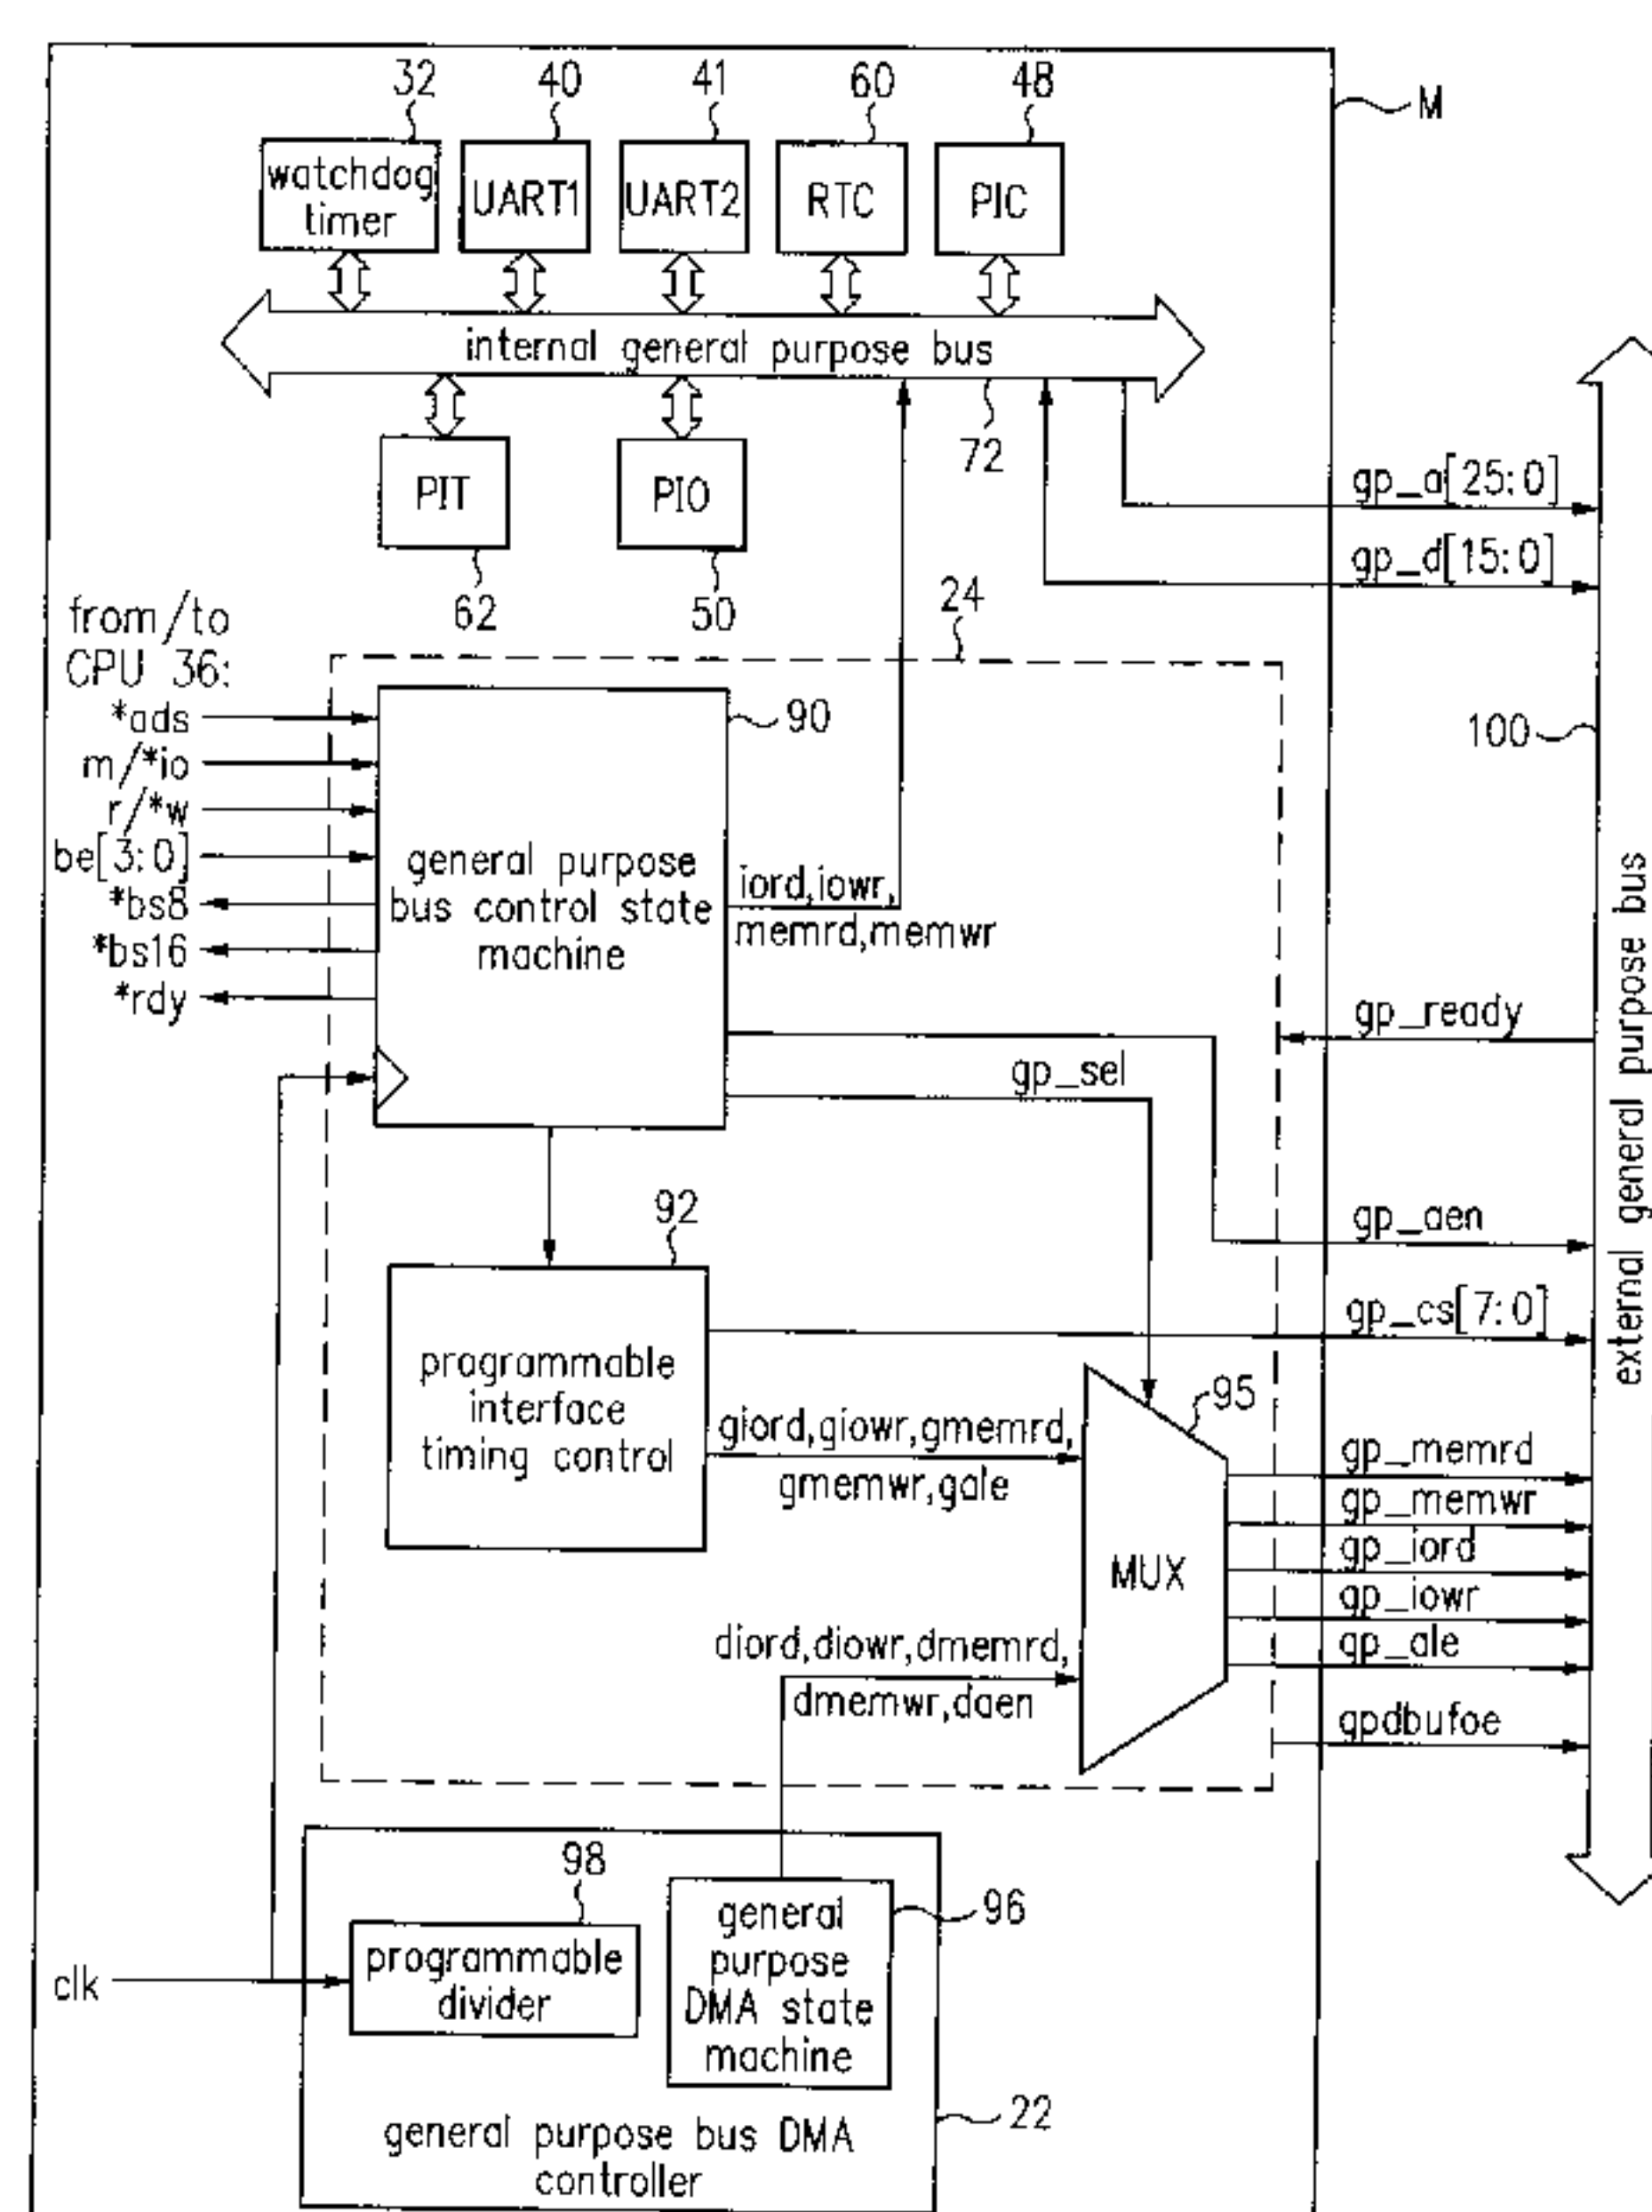 32
40
41
60
48
M
watchdog
timer
UART1
UART2
RTC
PIC
internal general purpose bus
72
PIT
PIO
62
50
gp_a[25:0]
gp_d[15:0]
24
from/to
CPU 36:
*ads
m/*io
r/*w
be[3:0]
*bs8
*bs16
*rdy
90
general purpose
bus control state
machine
iord,iowr,
memrd,memwr
100
external general purpose bus
gp_ready
gp_sel
gp_aen
92
gp_cs[7:0]
programmable
interface
timing control
giord,giowr,gmemrd,
gmemwr,gale
95
MUX
gp_memrd
gp_memwr
gp_iord
gp_iowr
gp_ale
gpdbufoe
diord,diowr,dmemrd,
dmemwr,daen
98
96
clk
programmable
divider
general
purpose
DMA state
machine
22
general purpose bus DMA
controller